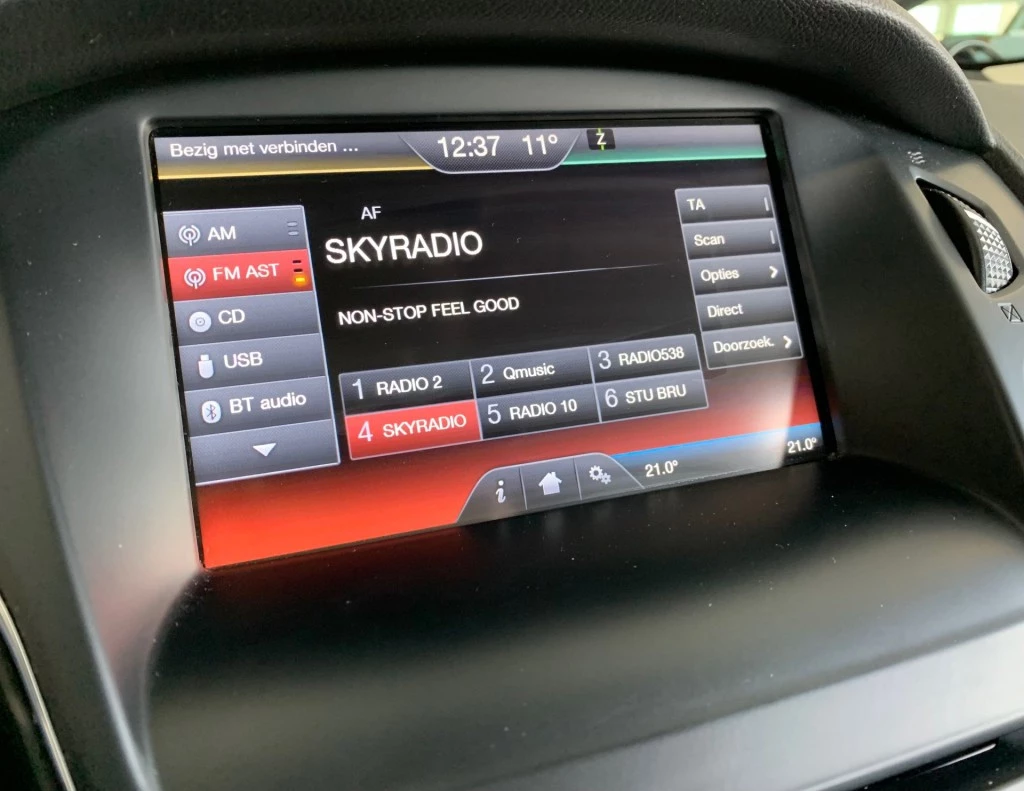 Bezig met verbinden ...
12:37 11°
Z
AM
FM AST
CD
USB
BT audio
AF
SKYRADIO
NON-STOP FEEL GOOD
1 RADIO 2
2 Qmusic
3 RADIO538
4 SKYRADIO
5 RADIO 10
6 STU BRU
TA
Scan
Opties
Direct
Doorzoek.
i
21.0°
21.0°